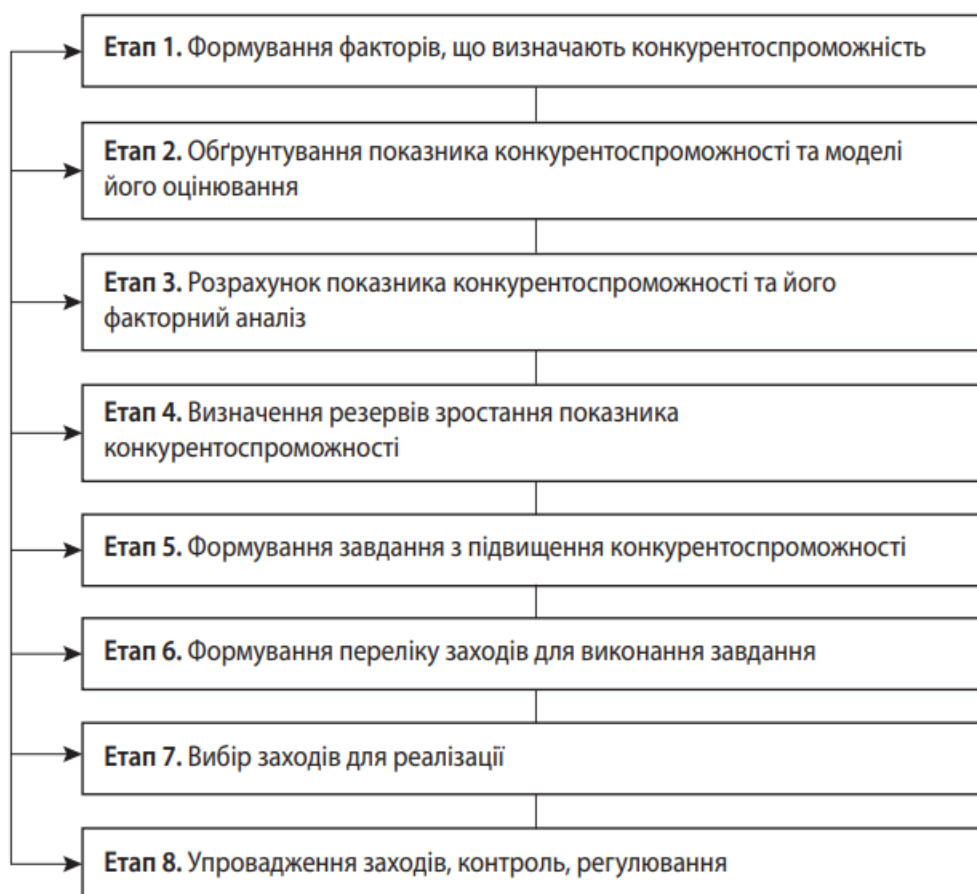 Етап 1. Формування факторів, що визначають конкурентоспроможність
Етап 2. Обґрунтування показника конкурентоспроможності та моделі
його оцінювання
Етап 3. Розрахунок показника конкурентоспроможності та його
факторний аналіз
Етап 4. Визначення резервів зростання показника
конкурентоспроможності
Етап 5. Формування завдання з підвищення конкурентоспроможності
Етап 6. Формування переліку заходів для виконання завдання
Етап 7. Вибір заходів для реалізації
Етап 8. Упровадження заходів, контроль, регулювання